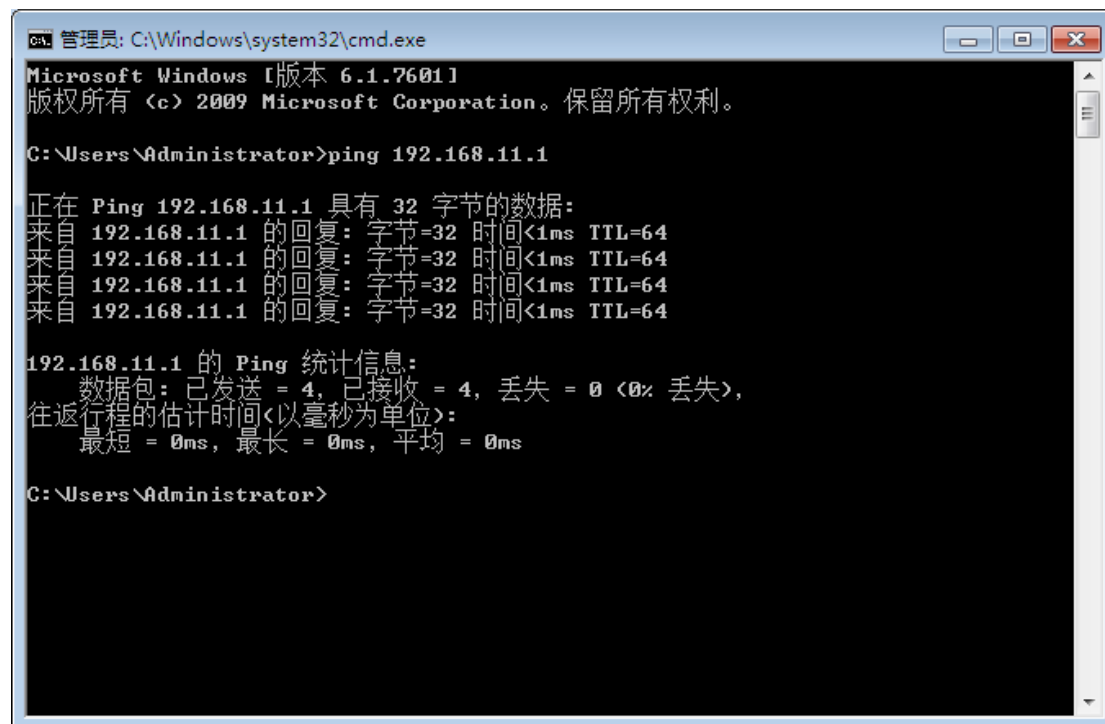 管理员: C:\Windows\system32\cmd.exe
Microsoft Windows [版本 6.1.7601]
版权所有 (c) 2009 Microsoft Corporation。保留所有权利。
C:\Users\Administrator>ping 192.168.11.1
正在 Ping 192.168.11.1 具有 32 字节的数据:
来自 192.168.11.1 的回复: 字节=32 时间<1ms TTL=64
来自 192.168.11.1 的回复: 字节=32 时间<1ms TTL=64
来自 192.168.11.1 的回复: 字节=32 时间<1ms TTL=64
来自 192.168.11.1 的回复: 字节=32 时间<1ms TTL=64
192.168.11.1 的 Ping 统计信息:
数据包: 已发送 = 4, 已接收 = 4, 丢失 = 0 (0% 丢失),
往返行程的估计时间(以毫秒为单位):
最短 = 0ms, 最长 = 0ms, 平均 = 0ms
C:\Users\Administrator>